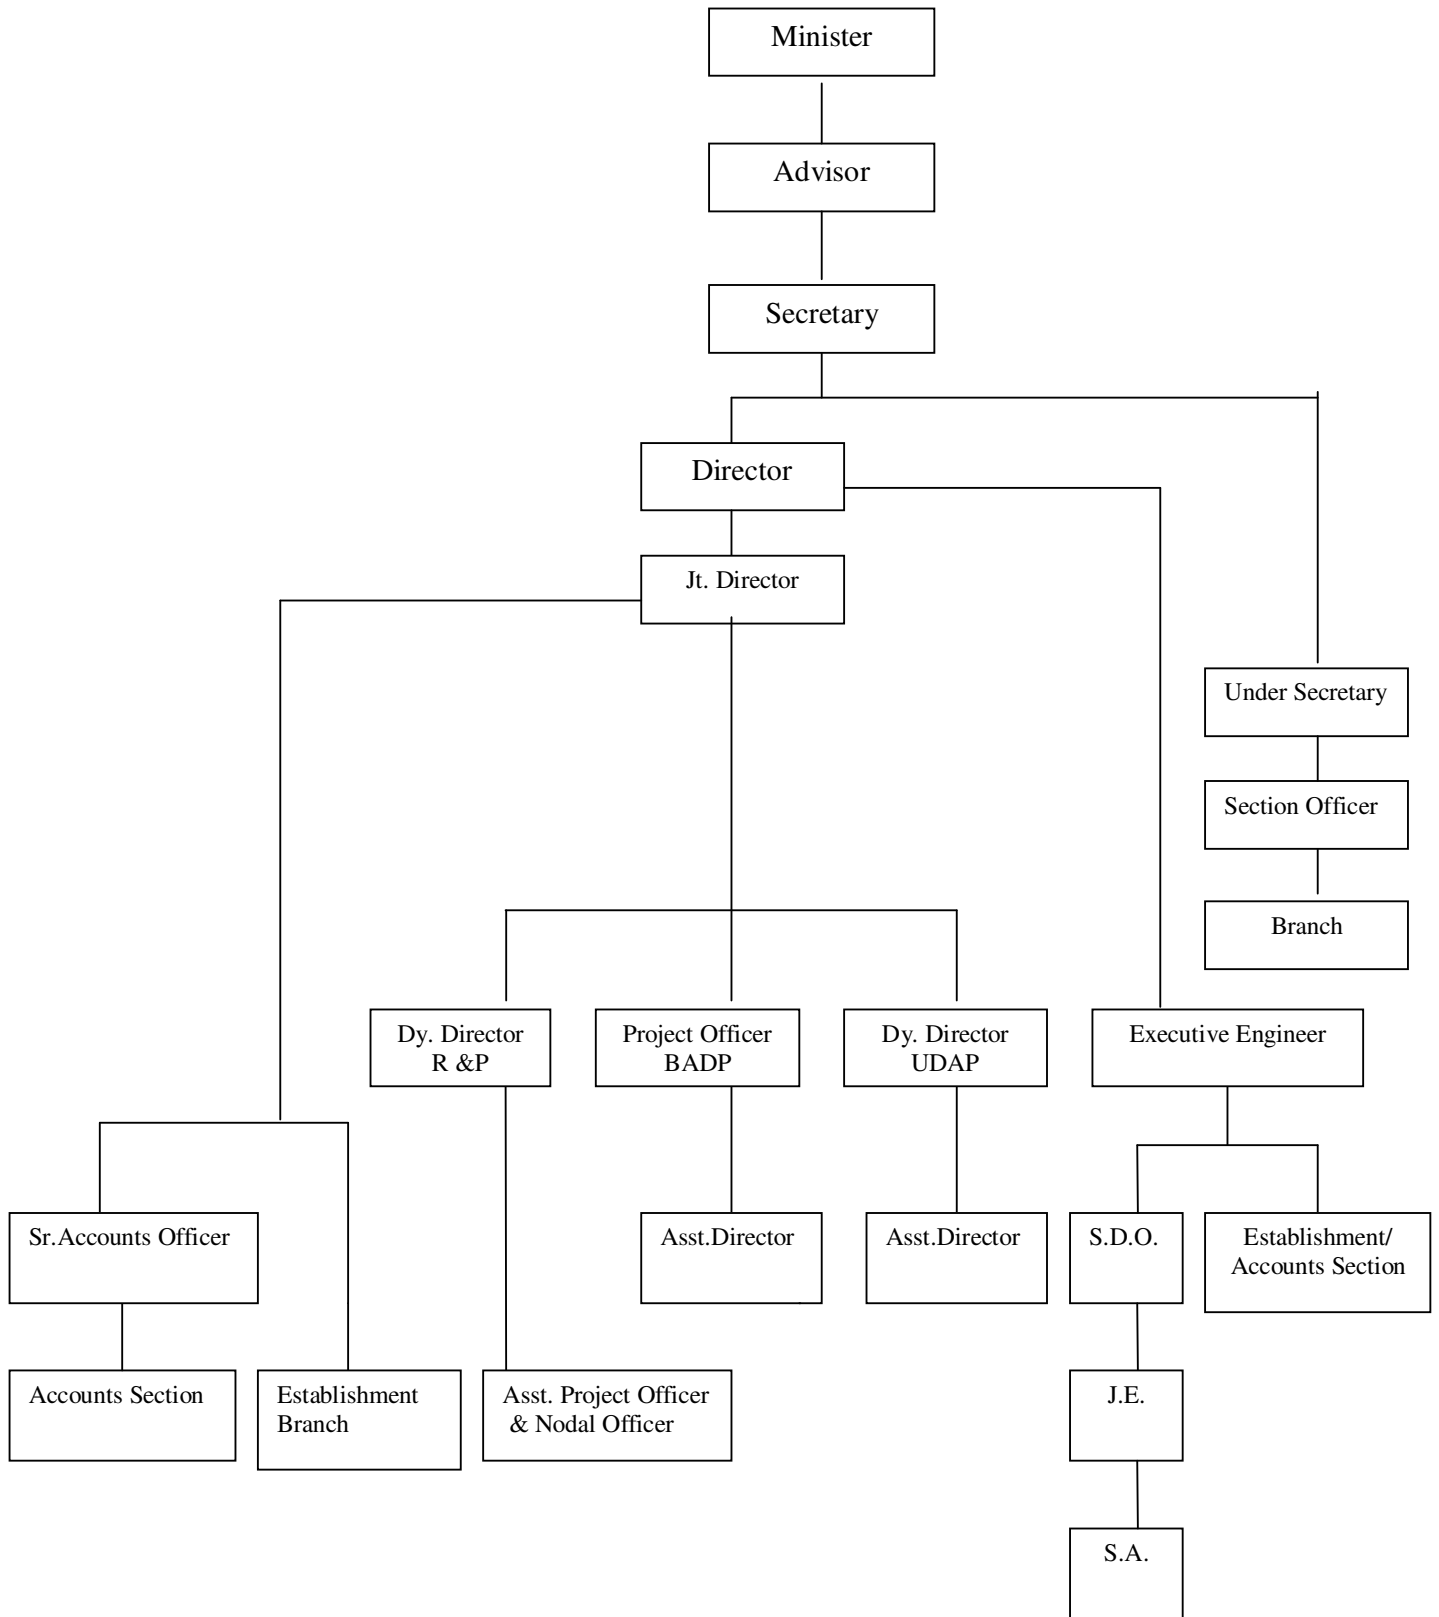 Minister
Advisor
Secretary
Director
Jt. Director
Under Secretary
Section Officer
Branch
Dy. Director
R &P
Project Officer
BADP
Dy. Director
UDAP
Executive Engineer
Sr.Accounts Officer
Asst.Director
Asst.Director
S.D.O.
Establishment/
Accounts Section
Accounts Section
Establishment
Branch
Asst. Project Officer
& Nodal Officer
J.E.
S.A.